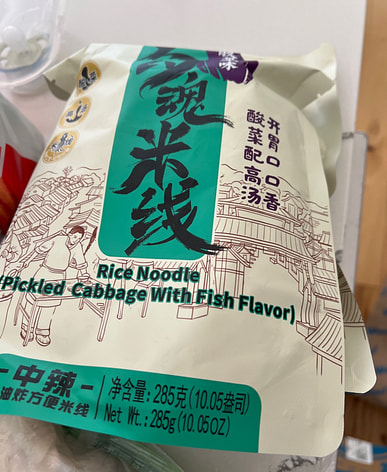 酸菜
魂米线
开胃口口香
酸菜配高汤
Rice Noodle
(Pickled Cabbage With Fish Flavor)
中辣
油炸方便米线
净含量: 285克(10.05盎司)
Net Wt.: 285g(10.05OZ)